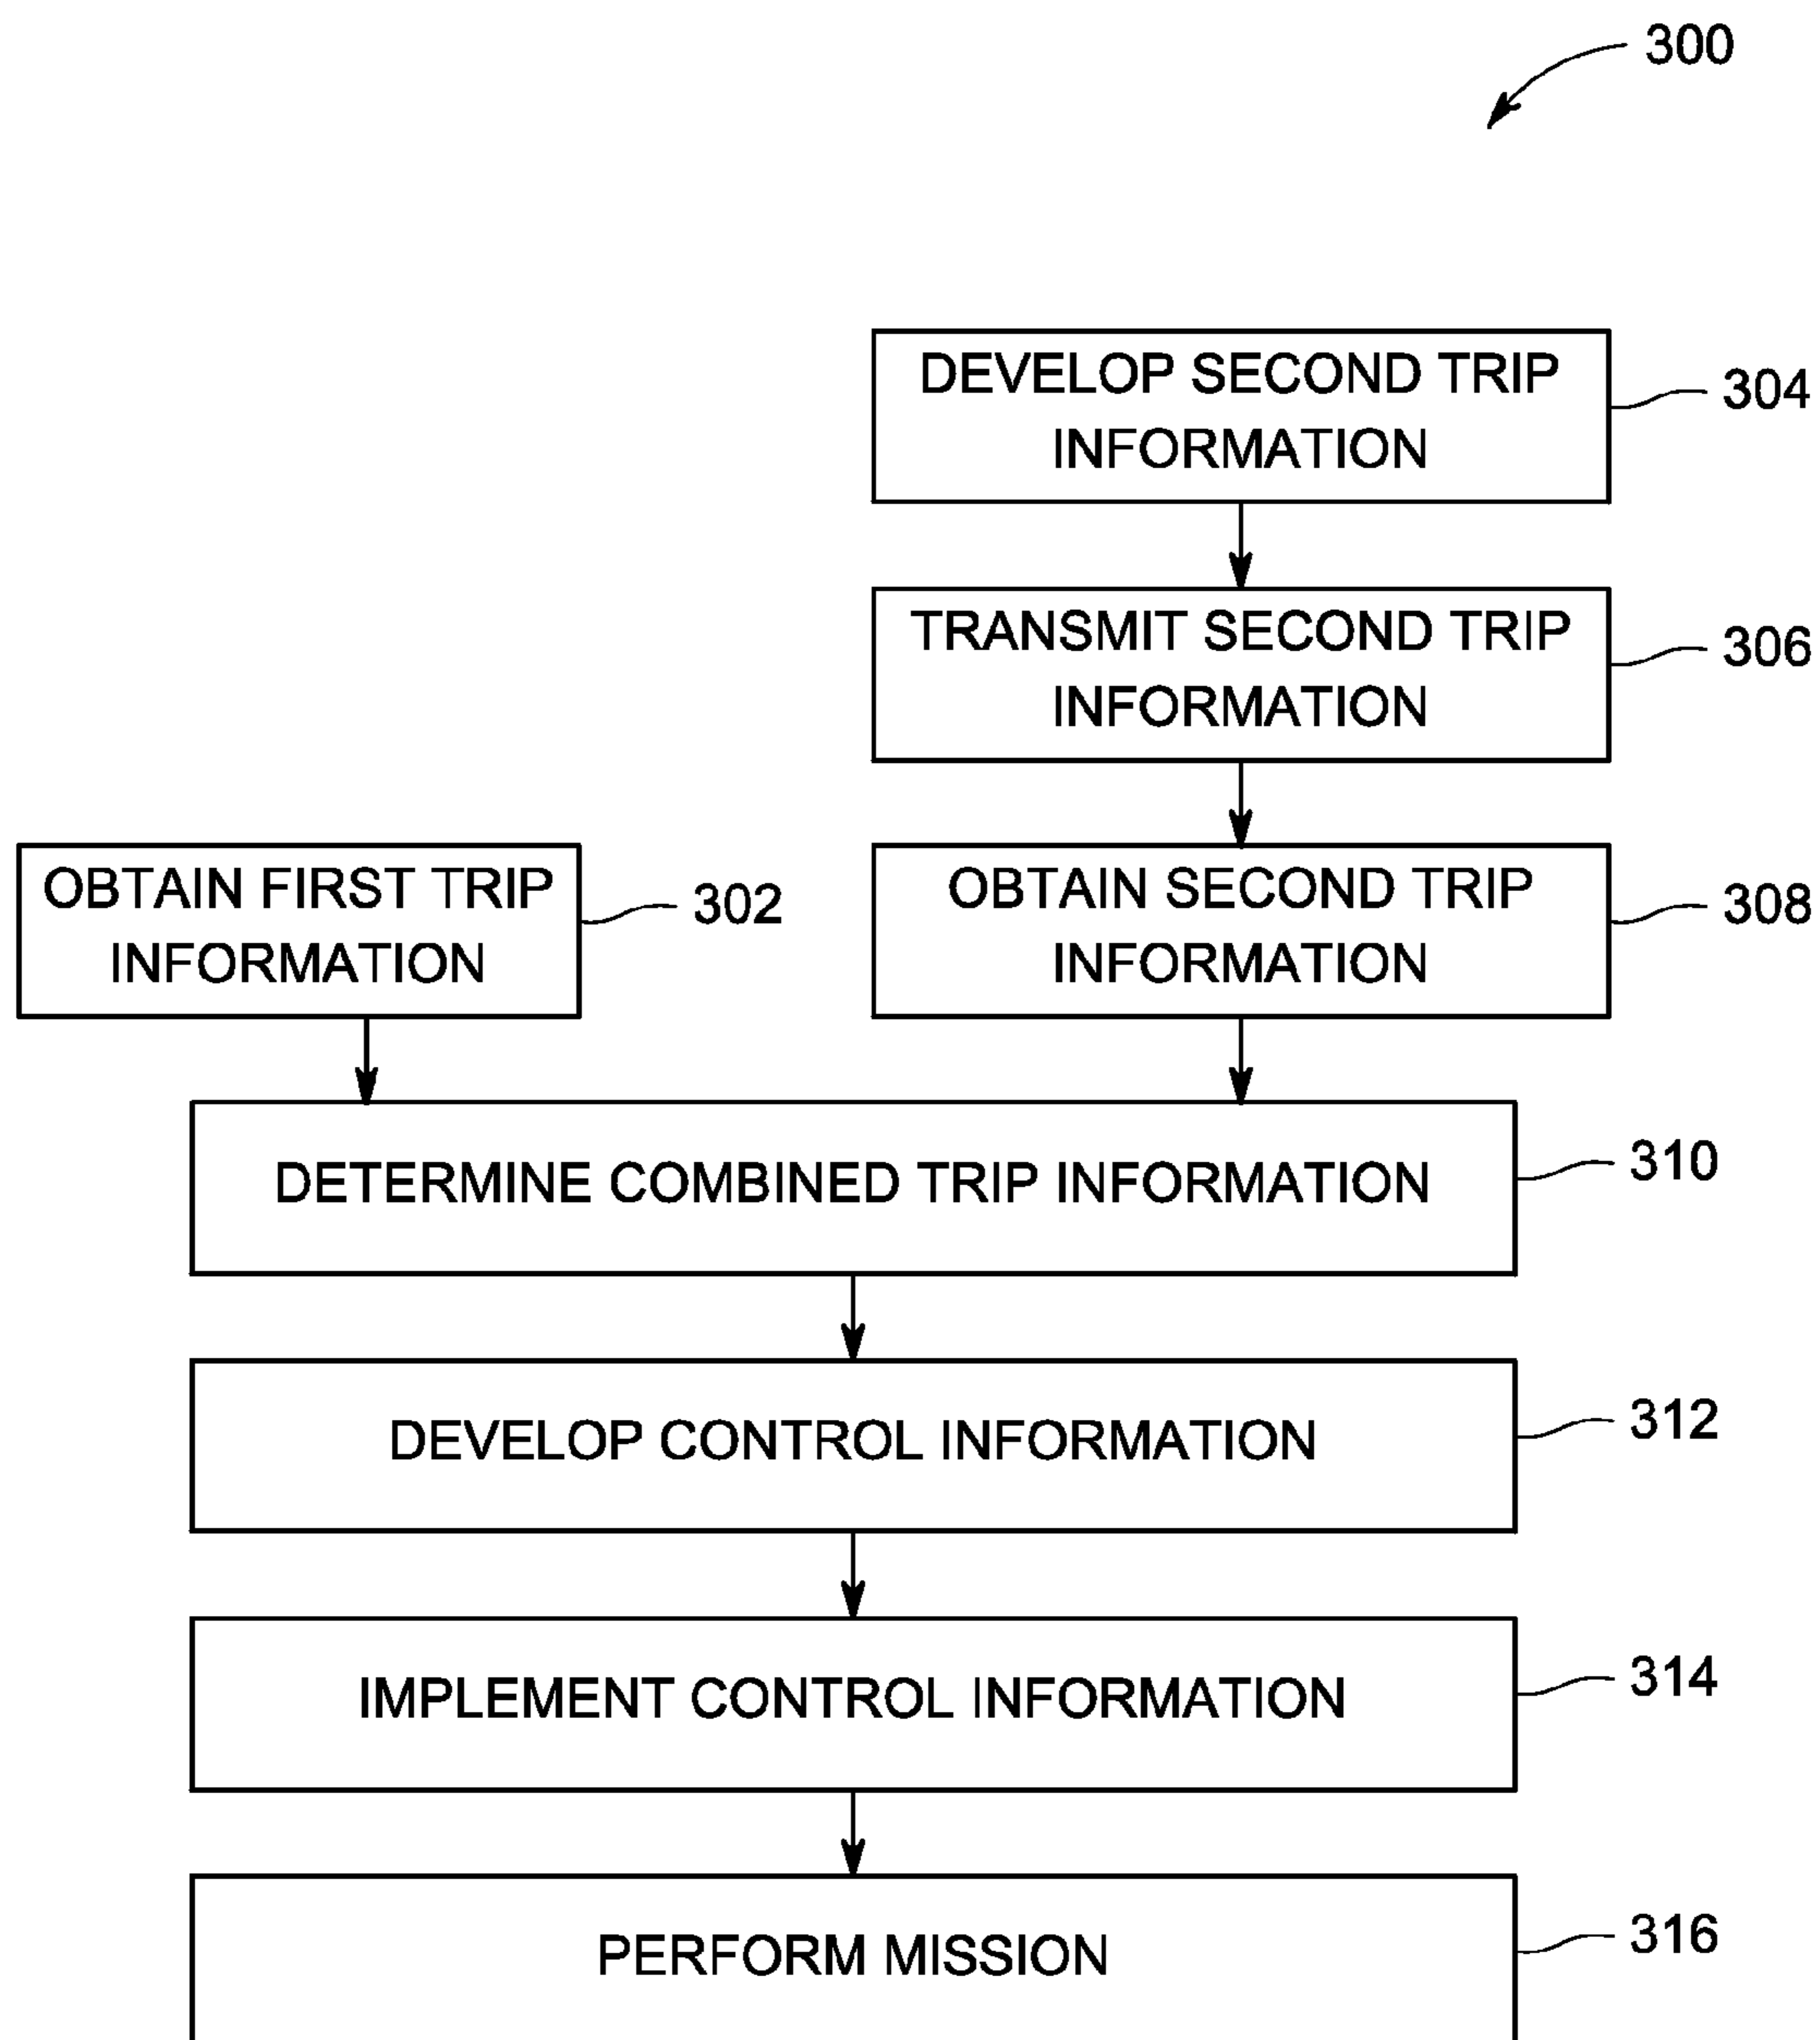 300
DEVELOP SECOND TRIP
INFORMATION
304
TRANSMIT SECOND TRIP
INFORMATION
306
OBTAIN FIRST TRIP
INFORMATION
302
OBTAIN SECOND TRIP
INFORMATION
308
DETERMINE COMBINED TRIP INFORMATION
310
DEVELOP CONTROL INFORMATION
312
IMPLEMENT CONTROL INFORMATION
314
PERFORM MISSION
316